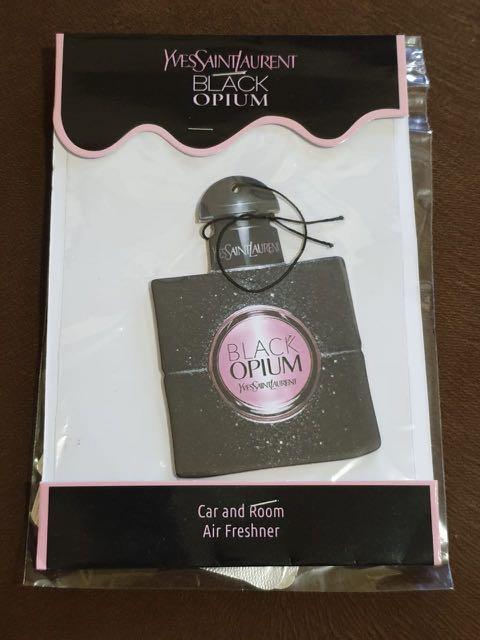 YVESSAINTLAURENT
BLACK
OPIUM
YVESSAINTLAURENT
BLACK
OPIUM
YVESSAINTLAURENT
Car and Room
Air Freshner